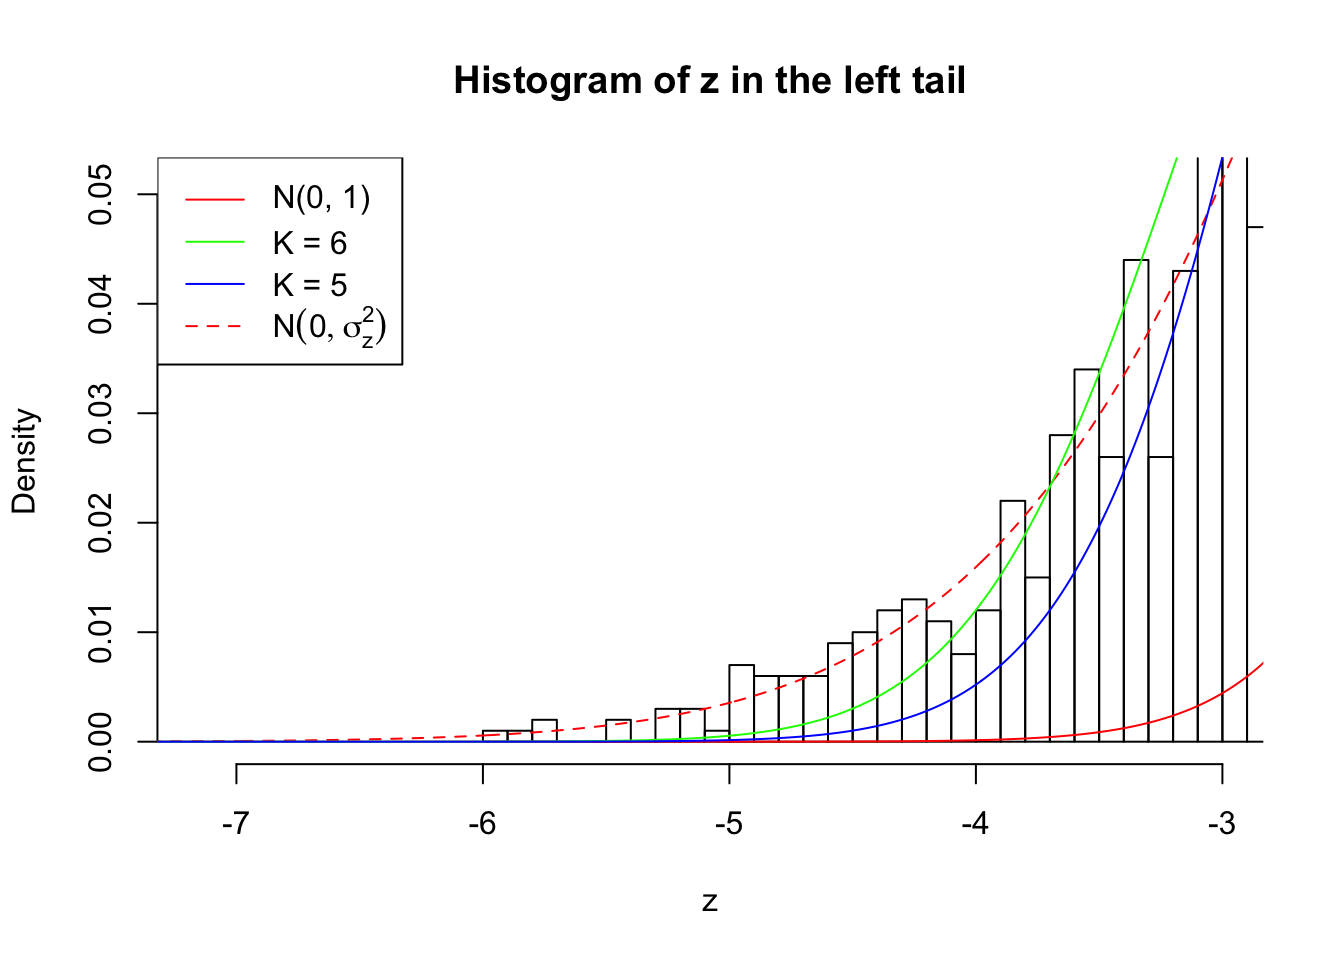 Histogram of z in the left tail
N(0, 1)
K = 6
K = 5
N(0, σ_z^2)
Density
0.05
0.04
0.03
0.02
0.01
0.00
-7 -6 -5 -4 -3
z